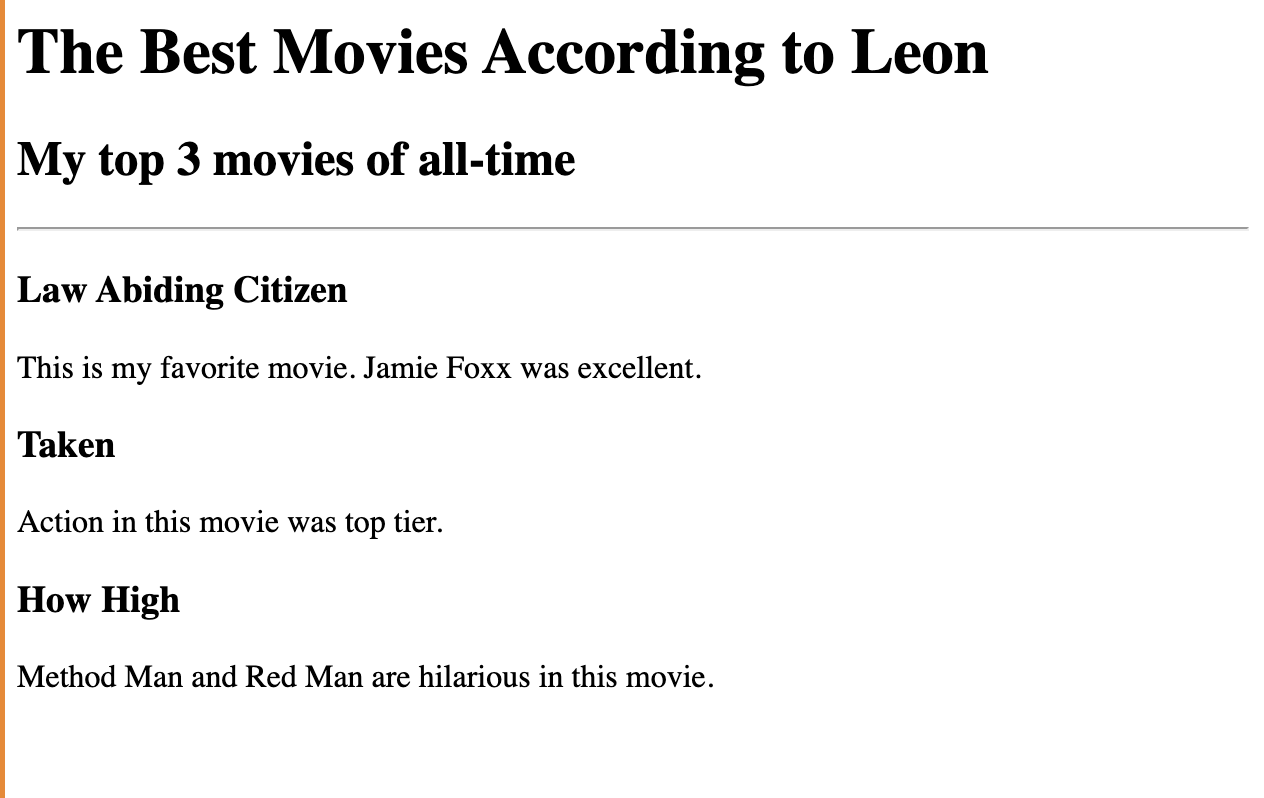 The Best Movies According to Leon
My top 3 movies of all-time
Law Abiding Citizen
This is my favorite movie. Jamie Foxx was excellent.
Taken
Action in this movie was top tier.
How High
Method Man and Red Man are hilarious in this movie.